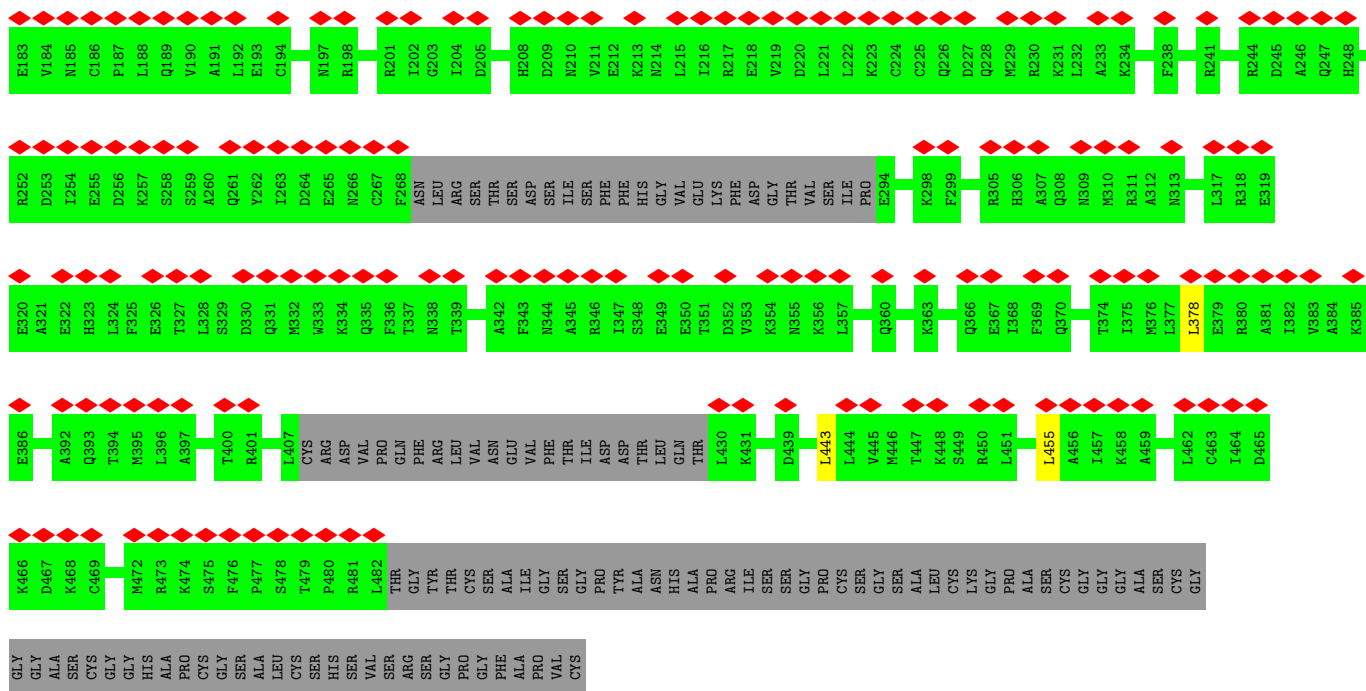 E183 V184 N185 C186 P187 L188 Q189 V190 A191 L192 E193 C194 N197 R198 R201 I202 G203 I204 D205 H208 D209 N210 V211 E212 K213 N214 L215 I216 R217 E218 V219 D220 L221 L222 K223 C224 C225 Q226 D227 Q228 M229 R230 K231 L232 A233 K234 F238 R241 R244 D245 A246 Q247 H248
R252 D253 I254 E255 D256 K257 S258 S259 A260 Q261 Y262 I263 D264 E265 N266 C267 F268 ASN LEU ARG SER THR SER ASP SER ILE SER PHE PHE HIS GLY VAL GLU LYS PHE ASP GLY THR VAL SER ILE PRO E294 K298 F299 R305 H306 A307 Q308 N309 M310 R311 A312 N313 L317 R318 E319
E320 A321 E322 H323 L324 F325 E326 T327 L328 S329 D330 Q331 M332 W333 K334 Q335 F336 T337 N338 T339 A342 F343 N344 A345 R346 I347 S348 E349 E350 T351 D352 V353 K354 N355 K356 L357 Q360 K363 Q366 E367 I368 F369 Q370 T374 I375 M376 L377 L378 E379 R380 A381 I382 V383 A384 K385
E386 A392 Q393 T394 M395 L396 A397 T400 R401 L407 CYS ARG ASP VAL PRO GLN PHE ARG LEU VAL ASN GLU VAL PHE THR ILE ASP ASP THR LEU GLN THR L430 K431 D439 L443 L444 V445 M446 T447 K448 S449 R450 L451 L455 A456 I457 K458 A459 L462 C463 I464 D465
K466 D467 K468 C469 M472 R473 K474 S475 F476 P477 S478 T479 P480 R481 L482 THR GLY TYR THR CYS SER ALA ILE GLY SER GLY PRO TYR ALA ASN HIS ALA PRO ARG ILE SER SER GLY PRO CYS SER GLY SER ALA LEU CYS LYS GLY PRO ALA SER CYS GLY GLY GLY ALA SER CYS GLY
GLY GLY ALA SER CYS GLY GLY HIS ALA PRO CYS GLY SER ALA LEU CYS SER HIS SER VAL SER ARG SER GLY PRO GLY PHE ALA PRO VAL CYS